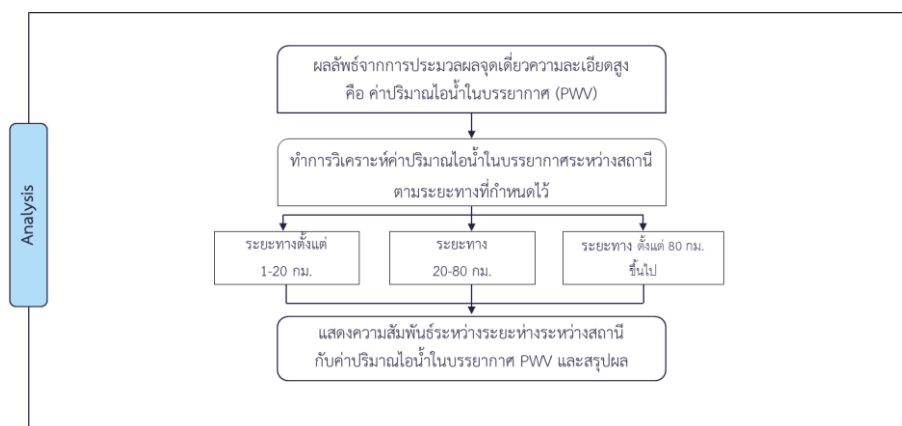 ผลลัพธ์จากการประมวลผลจุดเดี่ยวความละเอียดสูง
คือ ค่าปริมาณไอน้ำในบรรยากาศ (PWV)
Analysis
ทำการวิเคราะห์ค่าปริมาณไอน้ำในบรรยากาศระหว่างสถานี
ตามระยะทางที่กำหนดไว้
ระยะทางตั้งแต่
1-20 กม.
ระยะทาง
20-80 กม.
ระยะทาง ตั้งแต่ 80 กม.
ขึ้นไป
แสดงความสัมพันธ์ระหว่างระยะห่างระหว่างสถานี
กับค่าปริมาณไอน้ำในบรรยากาศ PWV และสรุปผล